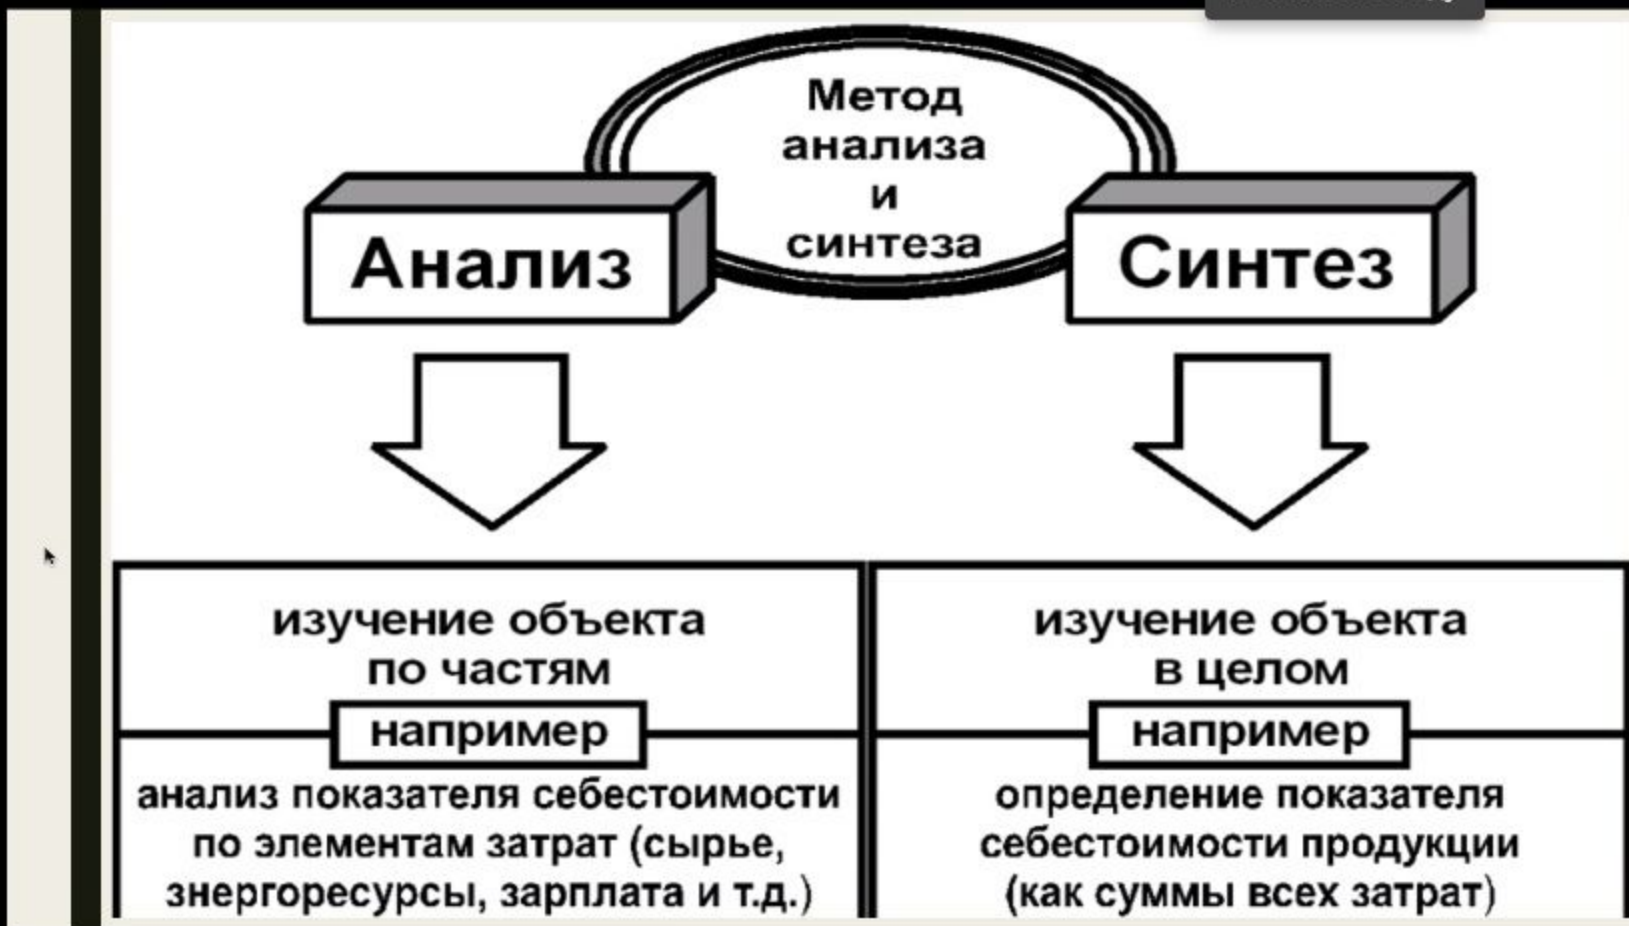 Метод
анализа
и
синтеза
Анализ
Синтез
изучение объекта
по частям
например
анализ показателя себестоимости
по элементам затрат (сырье,
знергоресурсы, зарплата и т.д.)
изучение объекта
в целом
например
определение показателя
себестоимости продукции
(как суммы всех затрат)